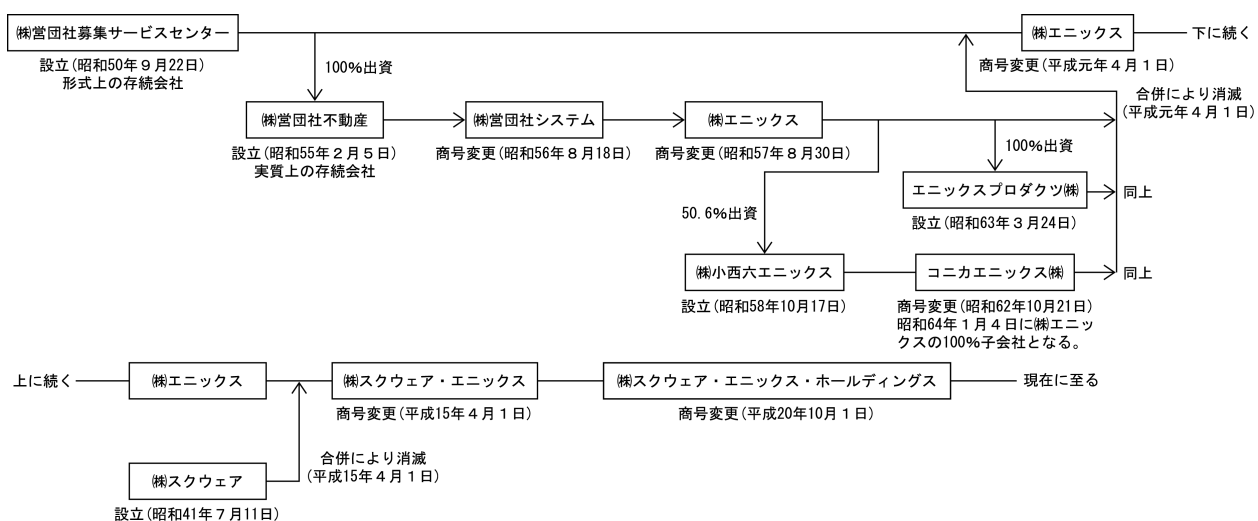 ㈱営団社募集サービスセンター
設立(昭和50年９月22日)
形式上の存続会社
100％出資
㈱エニックス
下に続く
商号変更(平成元年４月１日)
合併により消滅
(平成元年４月１日)
㈱営団社不動産
設立(昭和55年２月５日)
実質上の存続会社
㈱営団社システム
商号変更(昭和56年８月18日)
㈱エニックス
商号変更(昭和57年８月30日)
100％出資
エニックスプロダクツ㈱
同上
設立(昭和63年３月24日)
50.6％出資
㈱小西六エニックス
設立(昭和58年10月17日)
コニカエニックス㈱
同上
商号変更(昭和62年10月21日)
昭和64年１月４日に㈱エニッ
クスの100％子会社となる。
上に続く
㈱エニックス
㈱スクウェア・エニックス
商号変更(平成15年４月１日)
㈱スクウェア・エニックス・ホールディングス
商号変更(平成20年10月１日)
現在に至る
合併により消滅
(平成15年４月１日)
㈱スクウェア
設立(昭和41年７月11日)